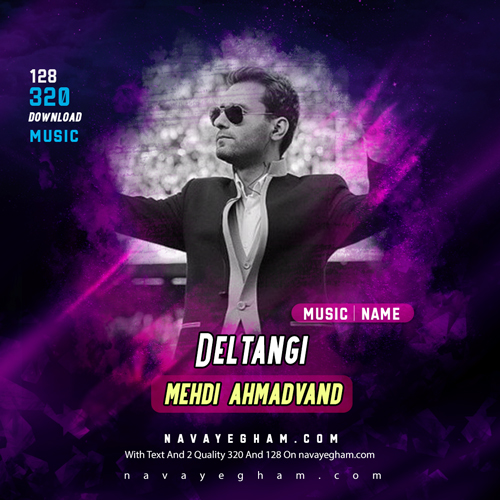 128
320
DOWNLOAD
MUSIC
MUSIC | NAME
DELTANGI
MEHDI AHMADVAND
NAVAYEGHAM.COM
With Text And 2 Quality 320 And 128 On navayegham.com
navayegham.com